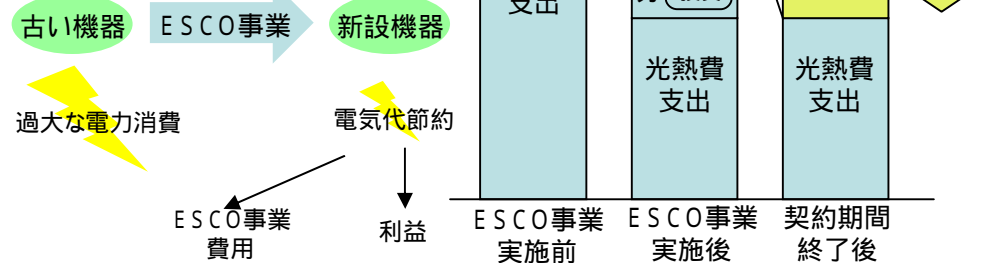 古い機器
ESCO事業
新設機器
過大な電力消費
電気代節約
ESCO事業
費用
利益
支出
光熱費
支出
光熱費
支出
ESCO事業
実施前
ESCO事業
実施後
契約期間
終了後